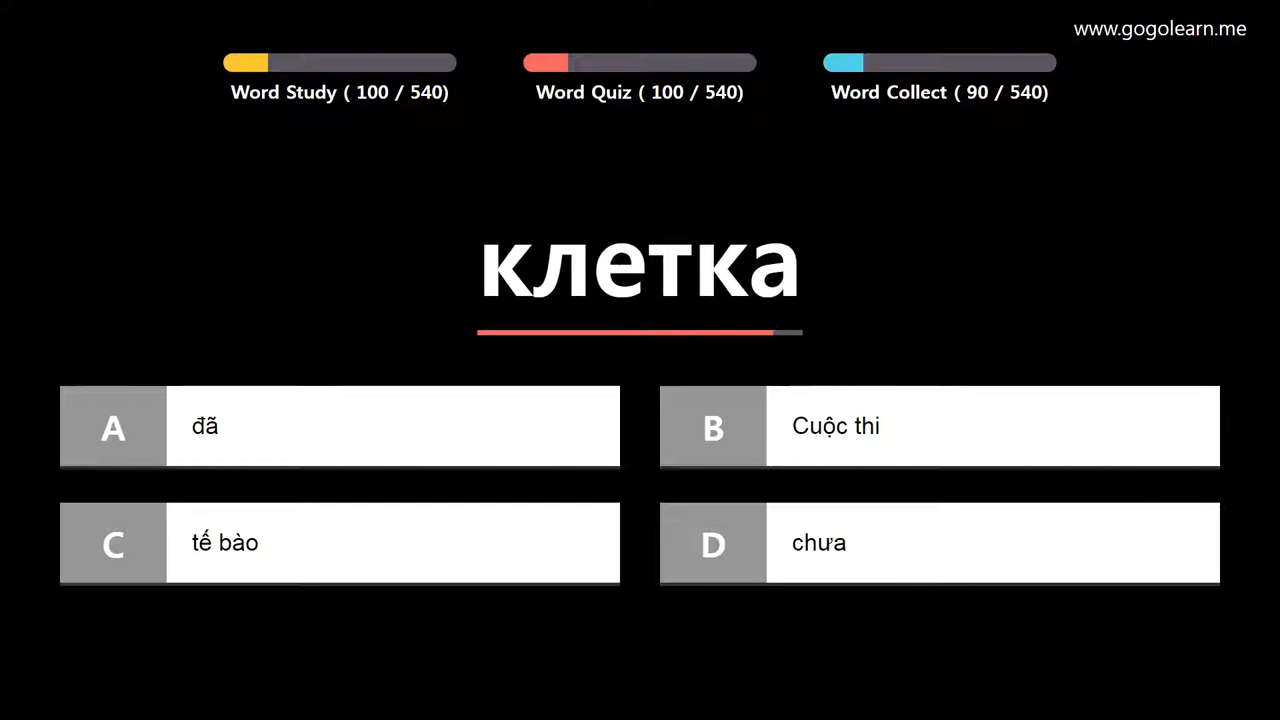 www.gogolearn.me
Word Study ( 100 / 540)
Word Quiz ( 100 / 540)
Word Collect ( 90 / 540)
клетка
A
đã
B
Cuộc thi
C
tế bào
D
chưa